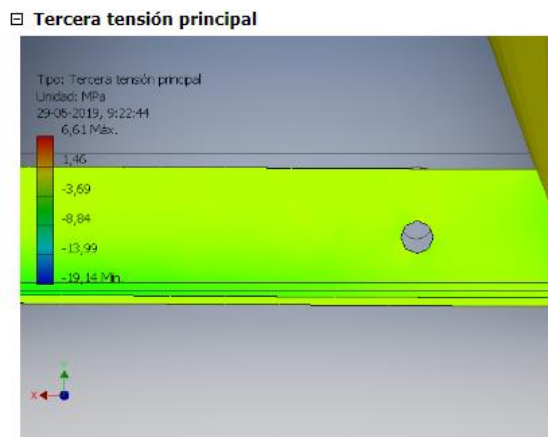 Tercera tensión principal
Tipo: Tercera tensión principal
Unidad: MPa
29-05-2019, 9:22:44
6,61 Máx.
1,46
-3,69
-8,84
-13,99
-19,14 Mín.
Y
X